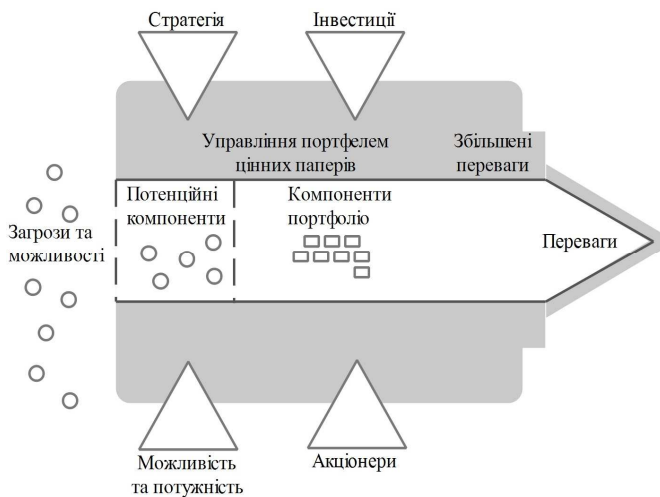 Стратегія
Інвестиції
Управління портфелем
цінних паперів
Збільшені
переваги
Потенційні
компоненти
Компоненти
портфоліо
Загрози та
можливості
Переваги
Можливість
та потужність
Акціонери